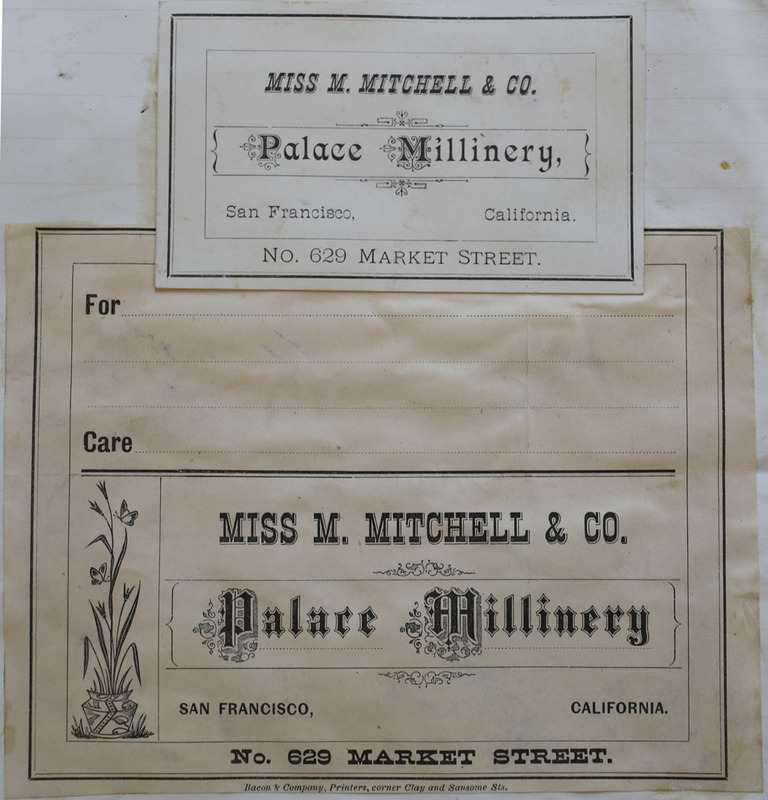 MISS M. MITCHELL & CO.
Palace Millinery,
San Francisco, California.
No. 629 MARKET STREET.
For
Care
MISS M. MITCHELL & CO.
Palace Millinery
SAN FRANCISCO, CALIFORNIA.
No. 629 MARKET STREET.
Bacon & Company, Printers, corner Clay and Sansome Sts.